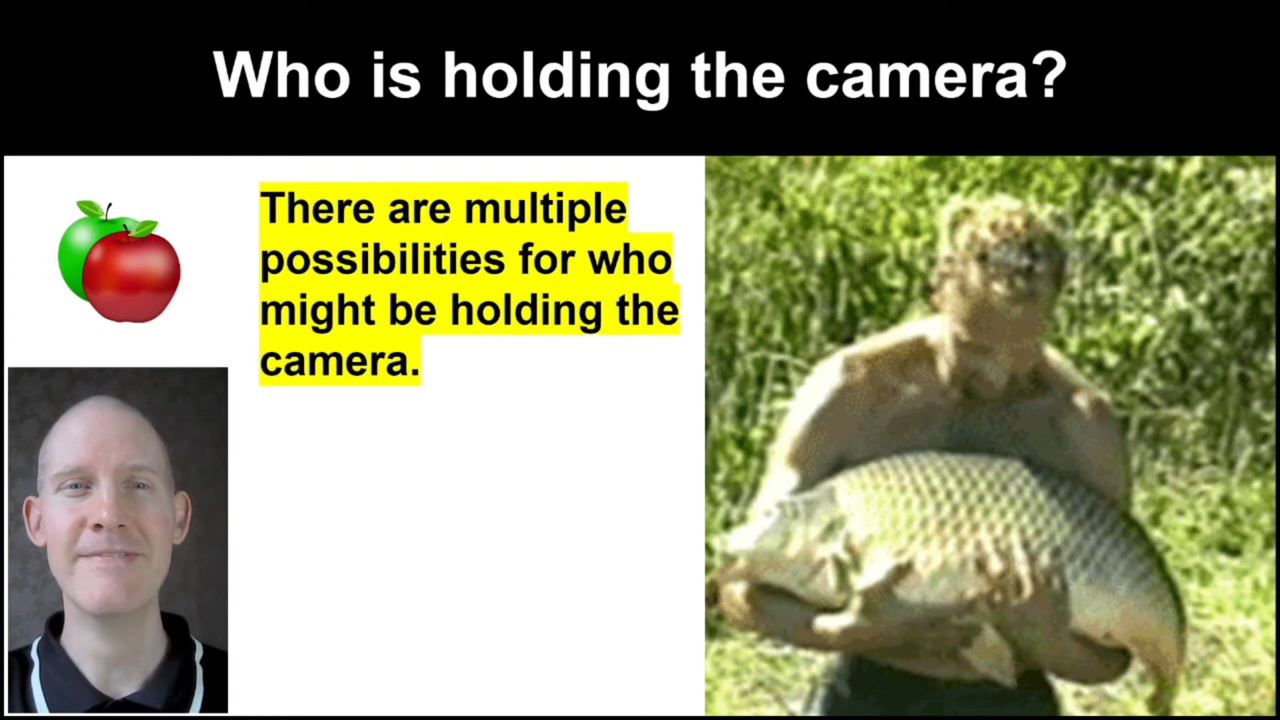 Who is holding the camera?
There are multiple
possibilities for who
might be holding the
camera.